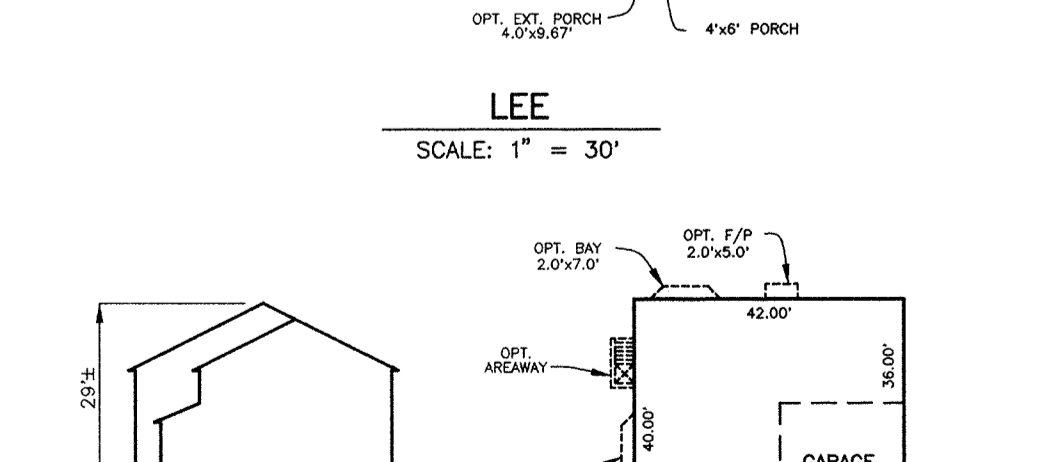 OPT. EXT. PORCH
4.0'x9.67'
4'x6' PORCH
LEE
SCALE: 1" = 30'
OPT. BAY
2.0'x7.0'
OPT. F/P
2.0'x5.0'
42.00'
OPT.
AREAWAY
36.00'
29'±
40.00'
GARAGE